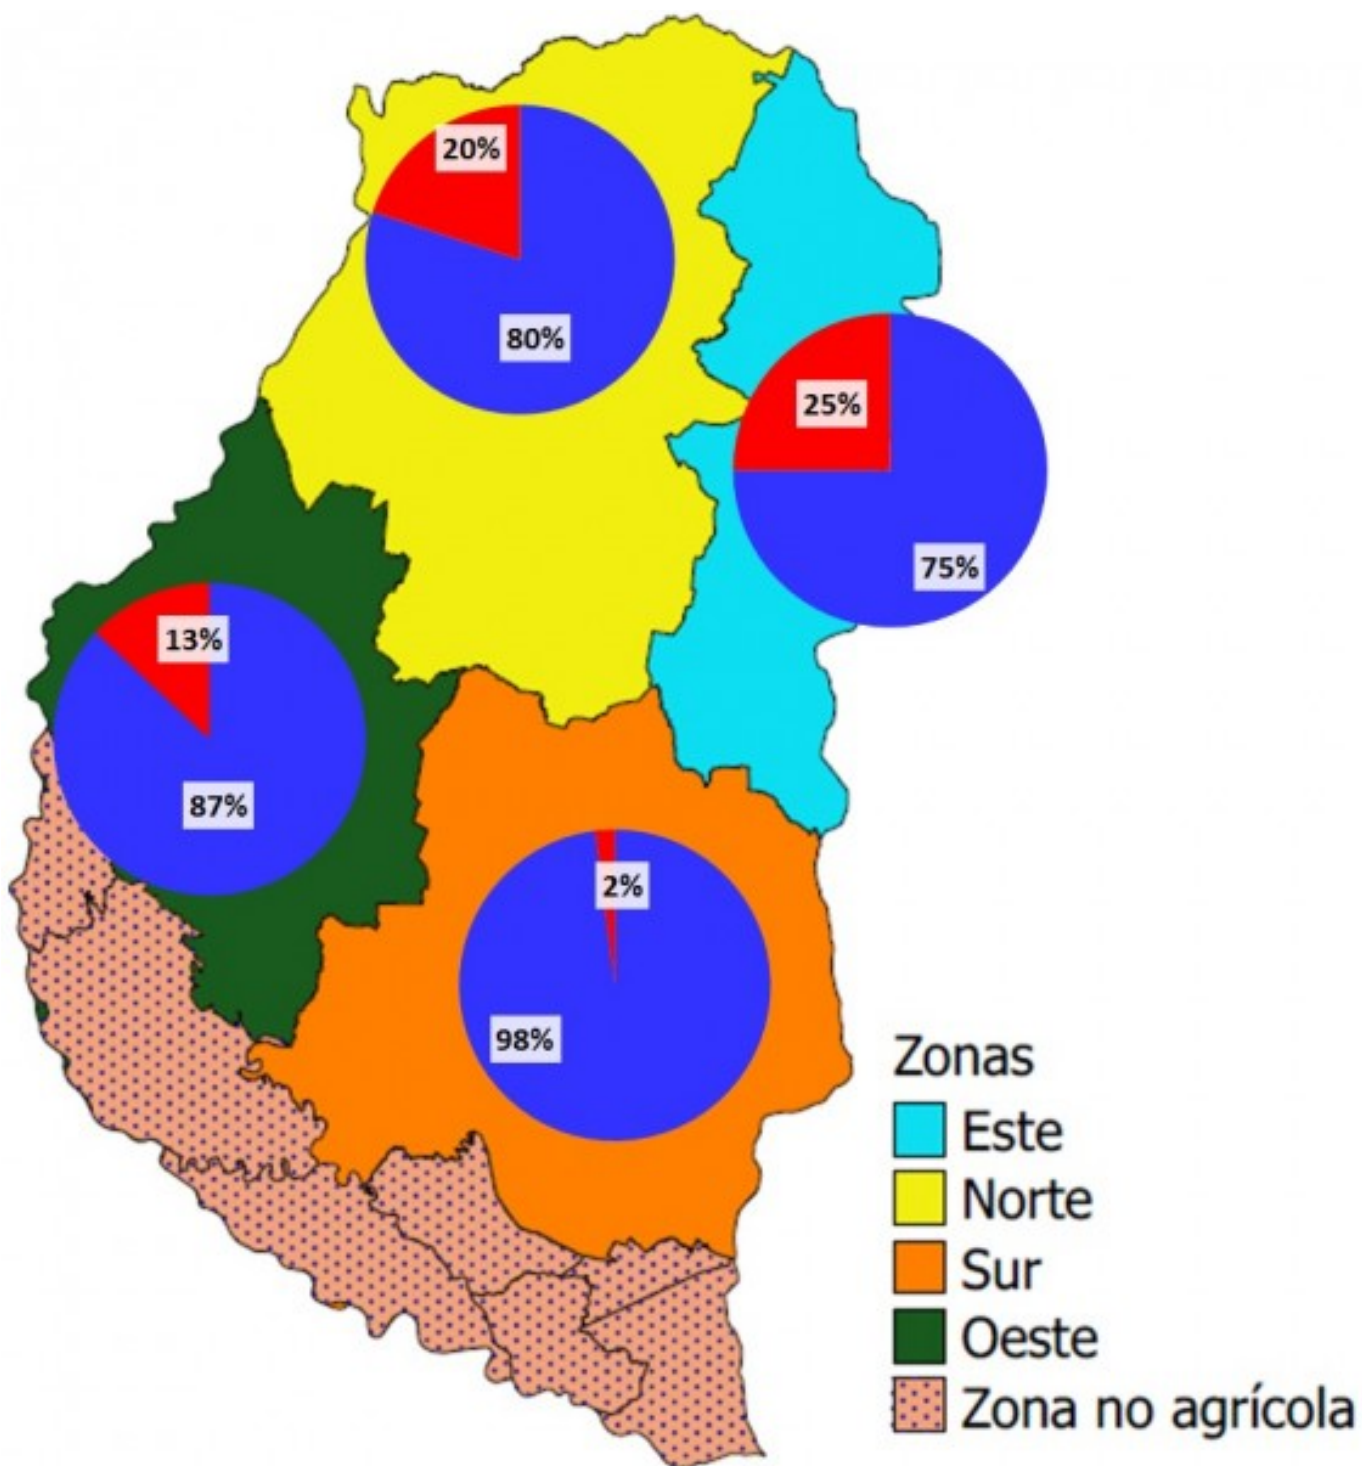 20%
80%
25%
75%
13%
87%
2%
98%
Zonas
Este
Norte
Sur
Oeste
Zona no agrícola